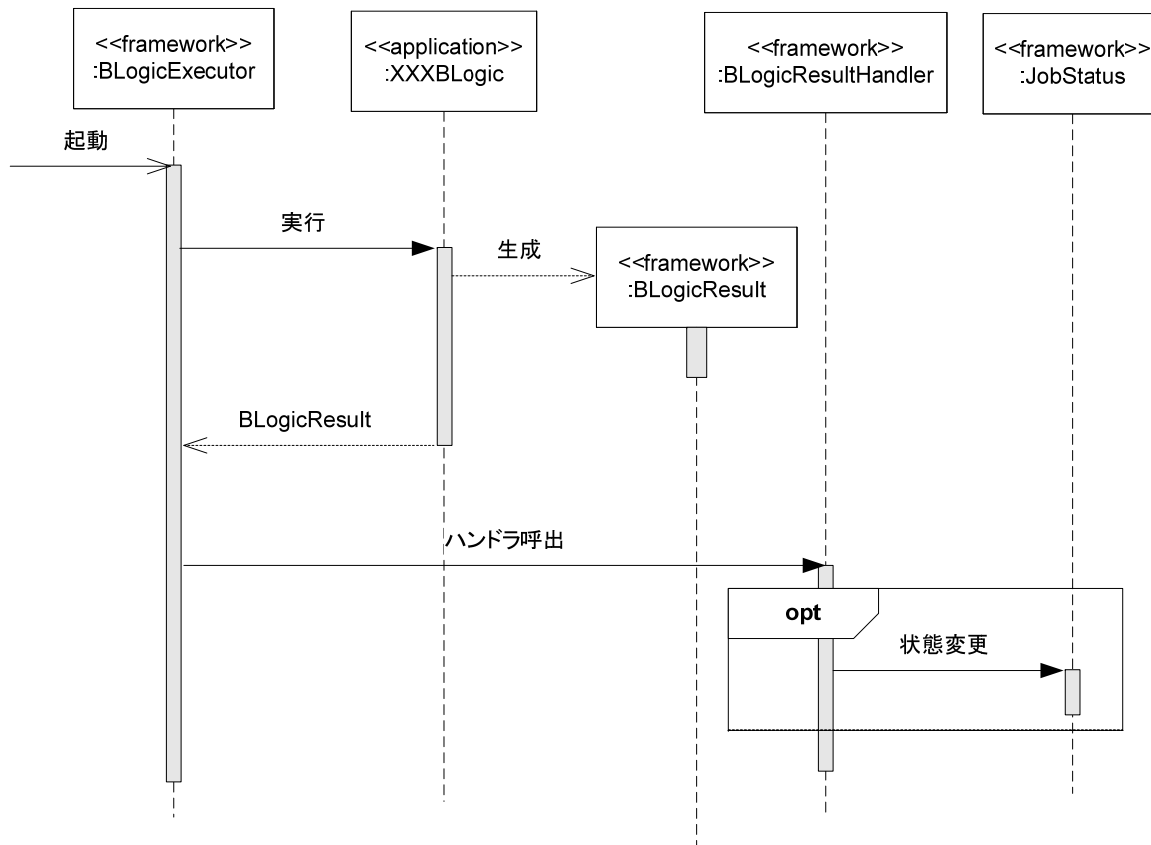 <<framework>>
:BLogicExecutor
<<application>>
:XXXBLogic
<<framework>>
:BLogicResultHandler
<<framework>>
:JobStatus
起動
実行
生成
<<framework>>
:BLogicResult
BLogicResult
ハンドラ呼出
opt
状態変更